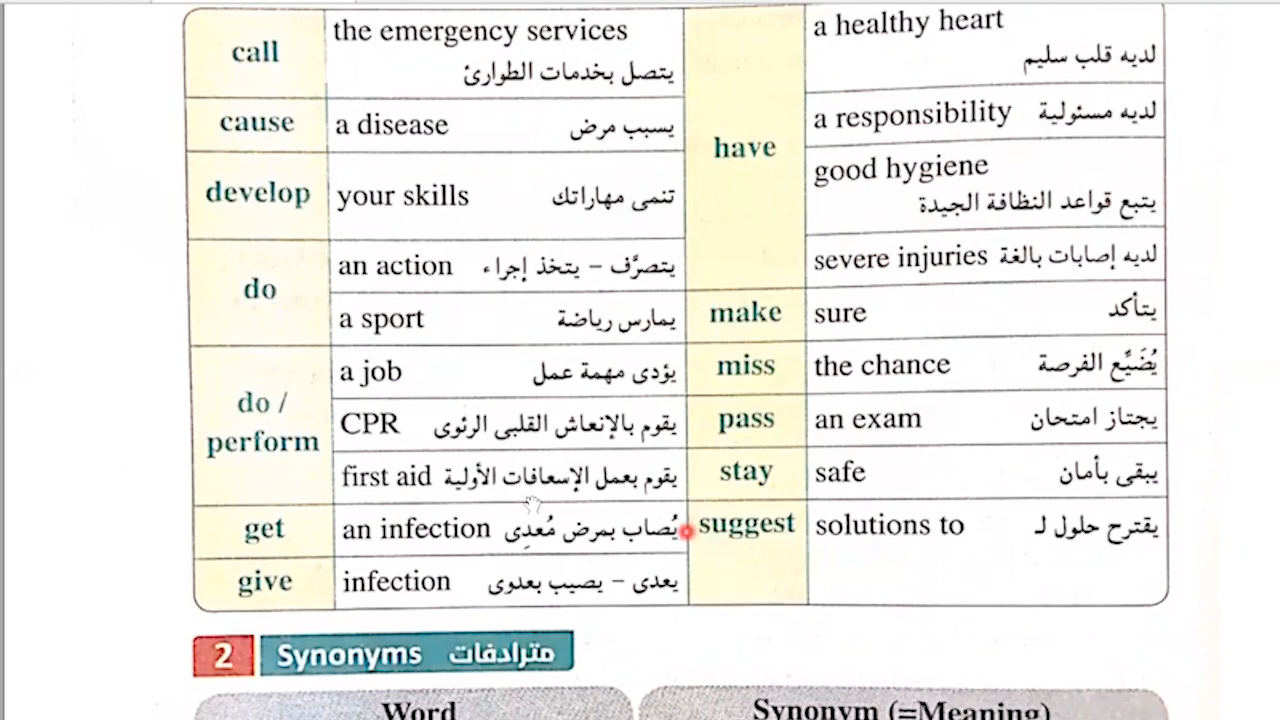 call
the emergency services
يتصل بخدمات الطوارئ
cause
a disease يسبب مرض
develop
your skills تنمى مهاراتك
do
an action يتصرَّف – يتخذ إجراء
a sport يمارس رياضة
do /
perform
a job يؤدى مهمة عمل
CPR يقوم بالإنعاش القلبى الرئوى
first aid يقوم بعمل الإسعافات الأولية
get
an infection يُصاب بمرض مُعدِى
give
infection يعدى – يصيب بعدوى
have
a healthy heart
لديه قلب سليم
a responsibility لديه مسئولية
good hygiene
يتبع قواعد النظافة الجيدة
severe injuries لديه إصابات بالغة
make
sure يتأكد
miss
the chance يُضَيِّع الفرصة
pass
an exam يجتاز امتحان
stay
safe يبقى بأمان
suggest
solutions to يقترح حلول لـ
2 Synonyms مترادفات
Word
Synonym (=Meaning)